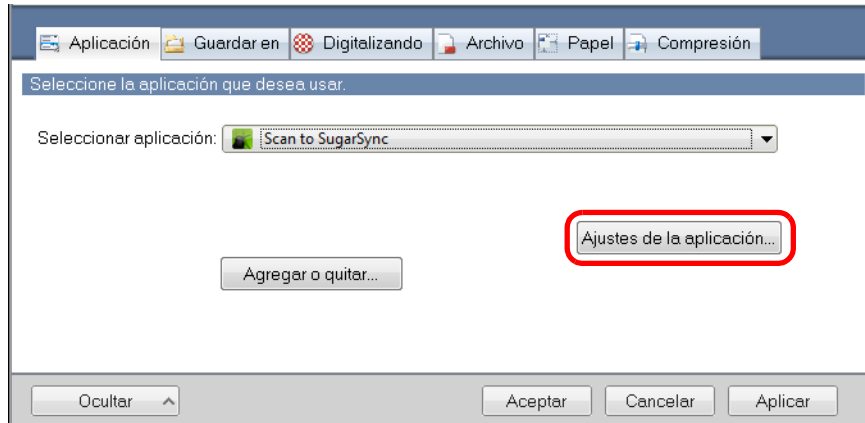 Aplicación Guardar en Digitalizando Archivo Papel Compresión
Seleccione la aplicación que desea usar.
Seleccionar aplicación: Scan to SugarSync
Ajustes de la aplicación...
Agregar o quitar...
Ocultar Aceptar Cancelar Aplicar